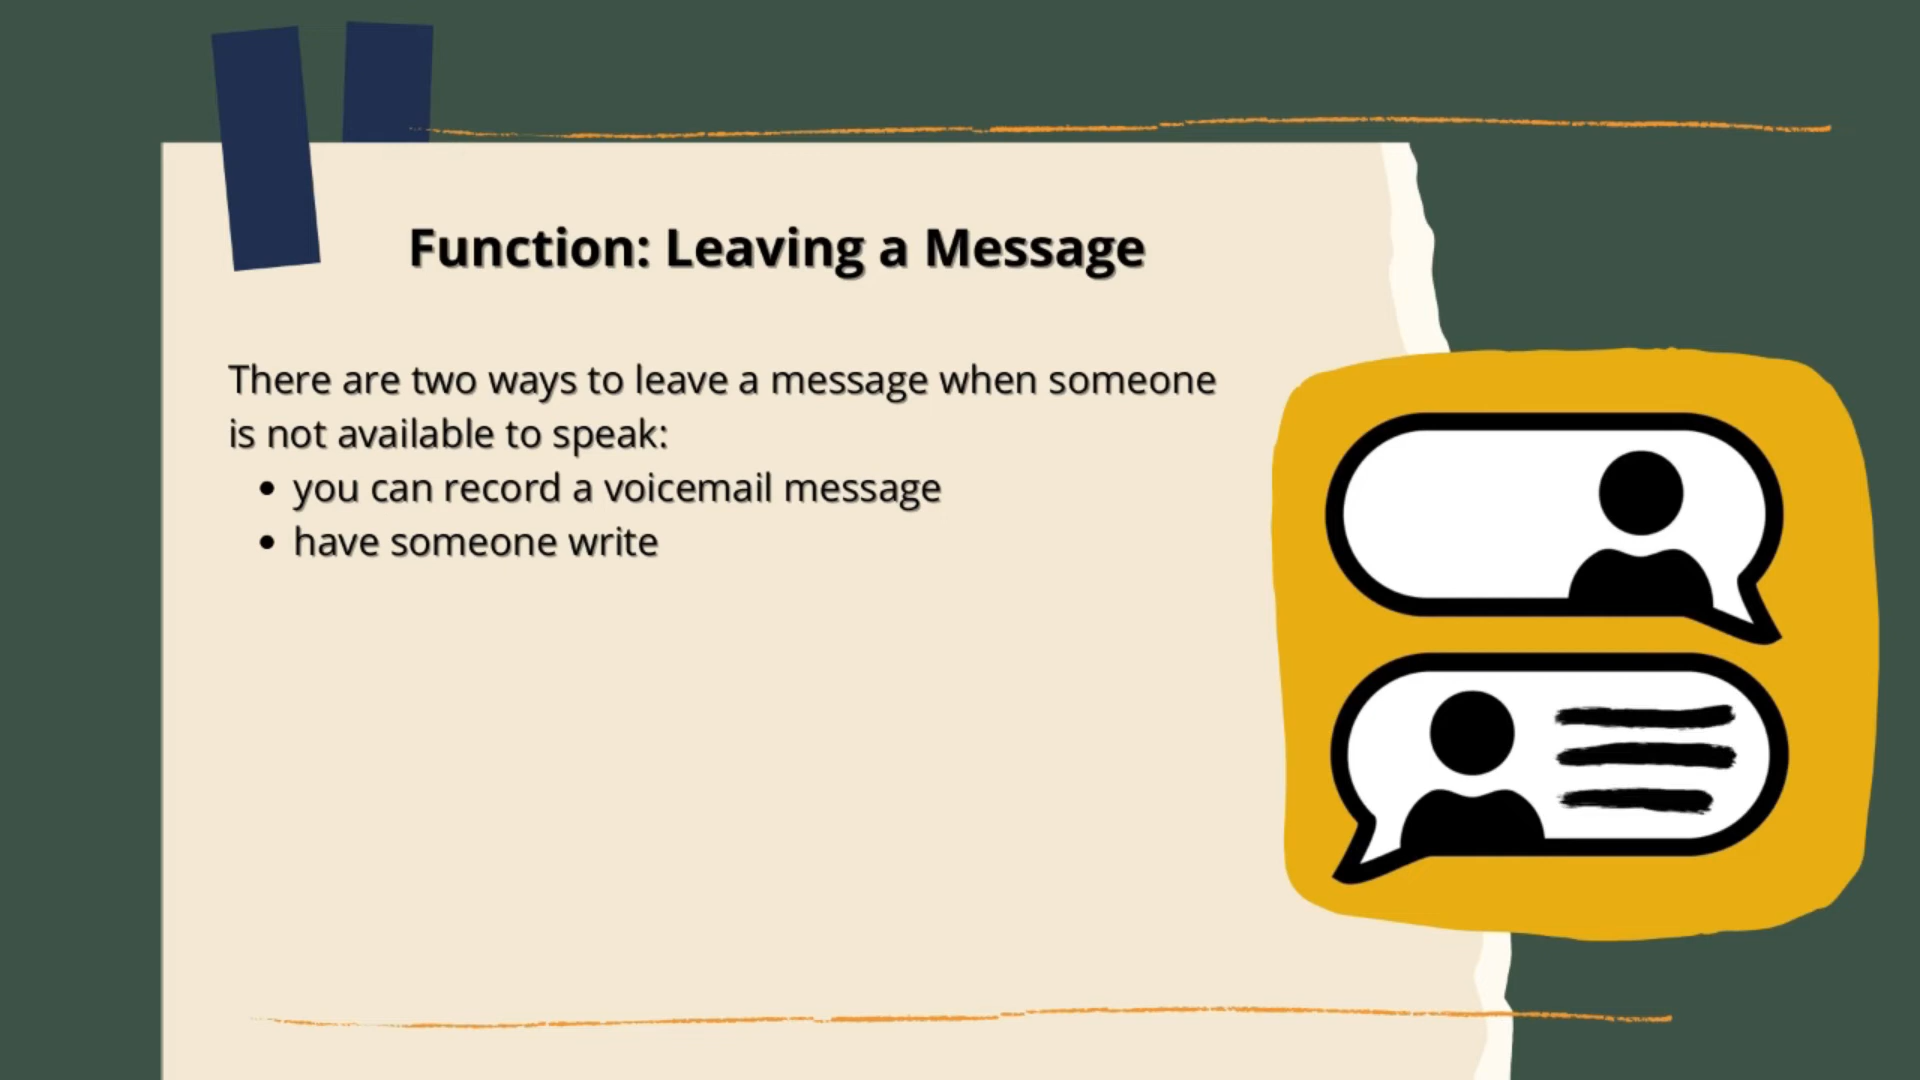 Function: Leaving a Message
There are two ways to leave a message when someone
is not available to speak:
• you can record a voicemail message
• have someone write